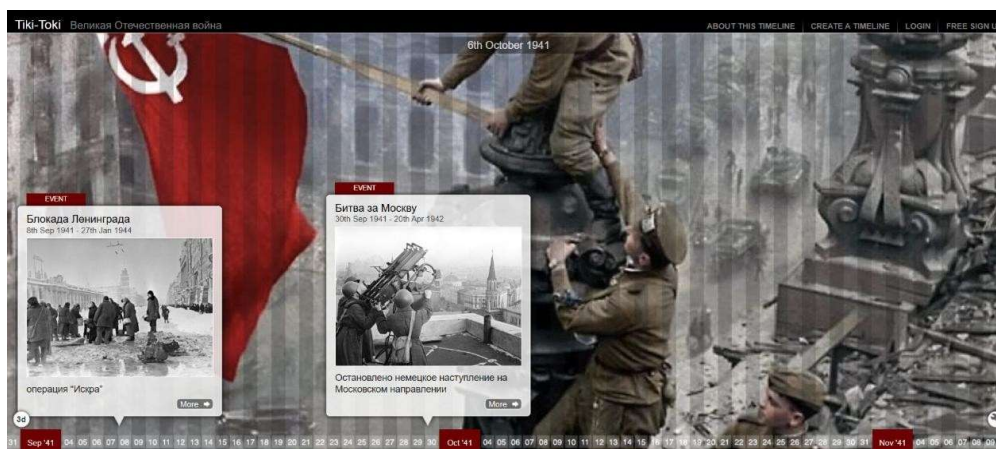 Tiki-Toki Великая Отечественная война
ABOUT THIS TIMELINE CREATE A TIMELINE LOGIN FREE SIGN U
6th October 1941
EVENT
Блокада Ленинграда
8th Sep 1941 - 27th Jan 1944
операция "Искра"
More
EVENT
Битва за Москву
30th Sep 1941 - 20th Apr 1942
Остановлено немецкое наступление на
Московском направлении
More
3d
31 Sep '41 04 05 06 07 08 09 10 11 12 13 14 15 16 17 18 19 20 21 22 23 24 25 26 27 28 29 30 Oct '41 04 05 06 07 08 09 10 11 12 13 14 15 16 17 18 19 20 21 22 23 24 25 26 27 28 29 30 31 Nov '41 04 05 06 07 08 09